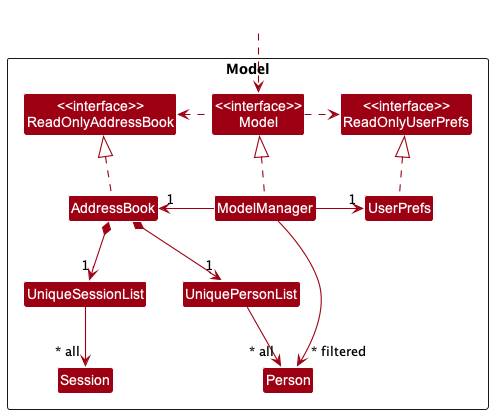 Model
<<interface>>
ReadOnlyAddressBook
<<interface>>
Model
<<interface>>
ReadOnlyUserPrefs
AddressBook
1
ModelManager
1
UserPrefs
1
1
UniqueSessionList
UniquePersonList
* all
* all
* filtered
Session
Person